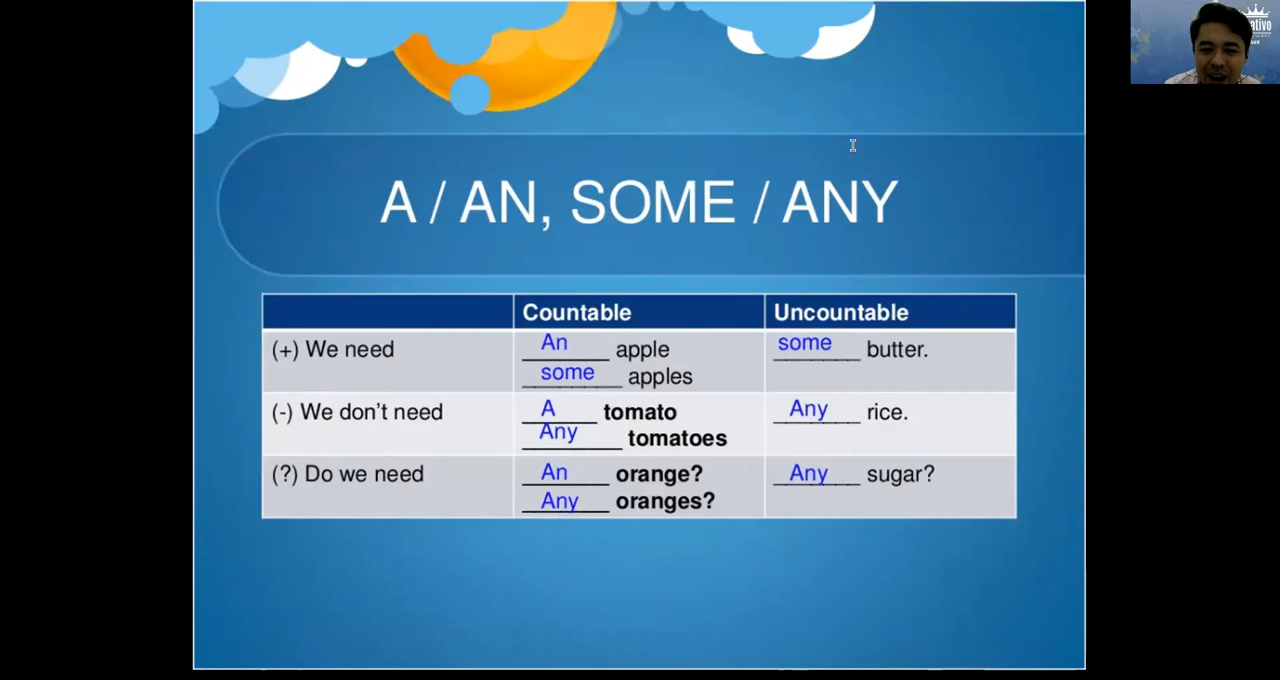 A / AN, SOME / ANY
Countable
Uncountable
(+) We need
An apple
some apples
some butter.
(-) We don't need
A tomato
Any tomatoes
Any rice.
(?) Do we need
An orange?
Any oranges?
Any sugar?